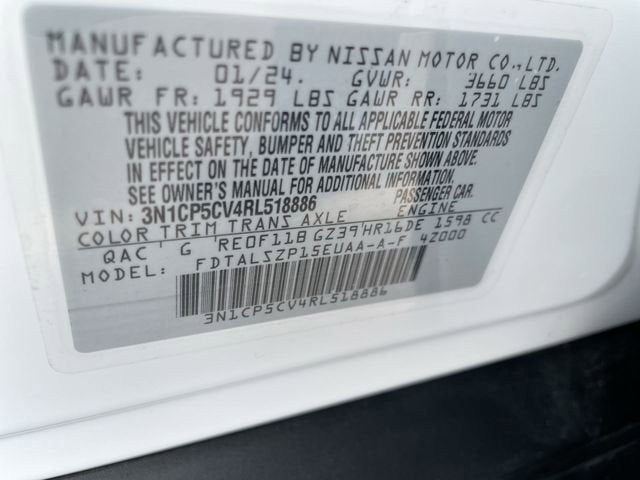 MANUFACTURED BY NISSAN MOTOR CO.,LTD.
DATE: 01/24. GVWR: 3660 LBS
GAWR FR: 1929 LBS GAWR RR: 1731 LBS
THIS VEHICLE CONFORMS TO ALL APPLICABLE FEDERAL MOTOR
VEHICLE SAFETY, BUMPER AND THEFT PREVENTION STANDARDS
IN EFFECT ON THE DATE OF MANUFACTURE SHOWN ABOVE.
SEE OWNER'S MANUAL FOR ADDITIONAL INFORMATION
VIN: 3N1CP5CV4RL518886 PASSENGER CAR.
COLOR TRIM TRANS AXLE ENGINE
QAC G RE0F11B GZ39 HR16DE 1598 CC
MODEL: FDTALSZP15EUAA-A-F 42000
3N1CP5CV4RL518886